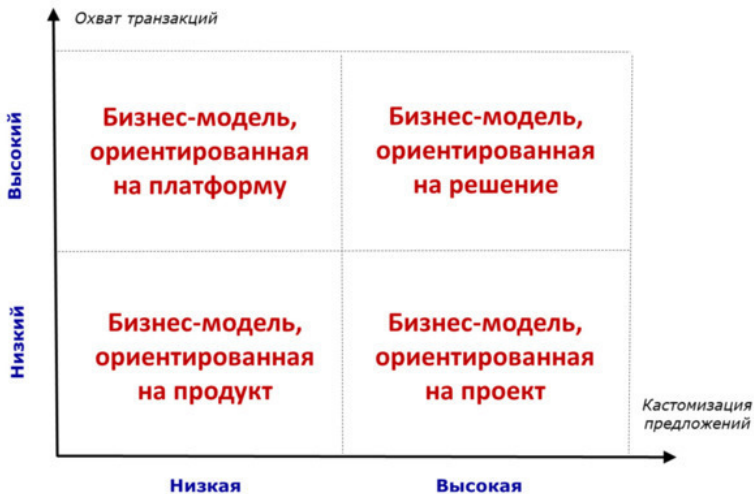 Охват транзакций
Высокий
Бизнес-модель,
ориентированная
на платформу
Бизнес-модель,
ориентированная
на решение
Низкий
Бизнес-модель,
ориентированная
на продукт
Бизнес-модель,
ориентированная
на проект
Кастомизация
предложений
Низкая
Высокая